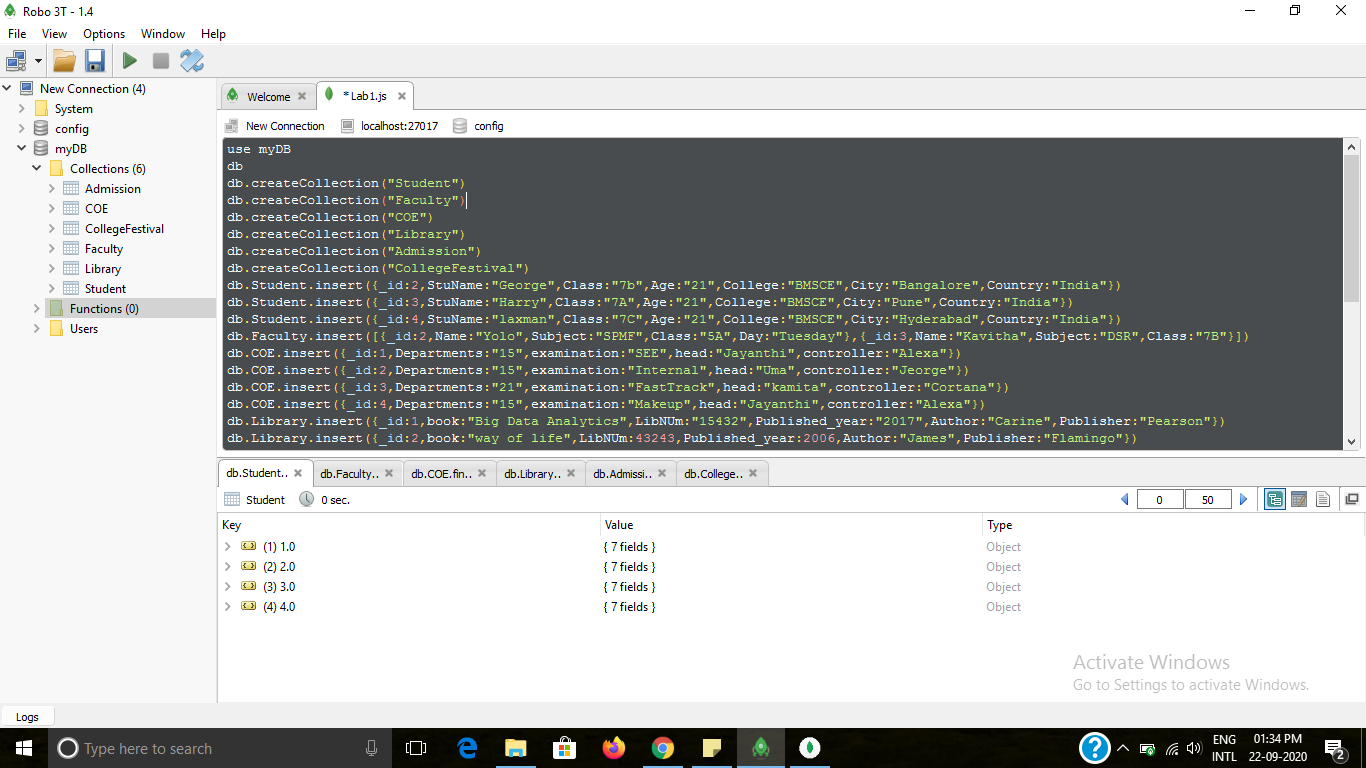 Robo 3T - 1.4
File View Options Window Help
New Connection (4)
System
config
myDB
Collections (6)
Admission
COE
CollegeFestival
Faculty
Library
Student
Functions (0)
Users
Welcome
*Lab1.js
New Connection localhost:27017 config
use myDB
db
db.createCollection("Student")
db.createCollection("Faculty")
db.createCollection("COE")
db.createCollection("Library")
db.createCollection("Admission")
db.createCollection("CollegeFestival")
db.Student.insert({_id:2,StuName:"George",Class:"7b",Age:"21",College:"BMSCE",City:"Bangalore",Country:"India"})
db.Student.insert({_id:3,StuName:"Harry",Class:"7A",Age:"21",College:"BMSCE",City:"Pune",Country:"India"})
db.Student.insert({_id:4,StuName:"laxman",Class:"7C",Age:"21",College:"BMSCE",City:"Hyderabad",Country:"India"})
db.Faculty.insert([{_id:2,Name:"Yolo",Subject:"SPMF",Class:"5A",Day:"Tuesday"},{_id:3,Name:"Kavitha",Subject:"DSR",Class:"7B"}])
db.COE.insert({_id:1,Departments:"15",examination:"SEE",head:"Jayanthi",controller:"Alexa"})
db.COE.insert({_id:2,Departments:"15",examination:"Internal",head:"Uma",controller:"Jeorge"})
db.COE.insert({_id:3,Departments:"21",examination:"FastTrack",head:"kamita",controller:"Cortana"})
db.COE.insert({_id:4,Departments:"15",examination:"Makeup",head:"Jayanthi",controller:"Alexa"})
db.Library.insert({_id:1,book:"Big Data Analytics",LibNUm:"15432",Published_year:"2017",Author:"Carine",Publisher:"Pearson"})
db.Library.insert({_id:2,book:"way of life",LibNUm:43243,Published_year:2006,Author:"James",Publisher:"Flamingo"})
db.Student.. db.Faculty.. db.COE.fin.. db.Library.. db.Admissi.. db.College..
Student 0 sec. 0 50
Key Value Type
(1) 1.0 { 7 fields } Object
(2) 2.0 { 7 fields } Object
(3) 3.0 { 7 fields } Object
(4) 4.0 { 7 fields } Object
Activate Windows
Go to Settings to activate Windows.
Logs
Type here to search
ENG
INTL
01:34 PM
22-09-2020
2